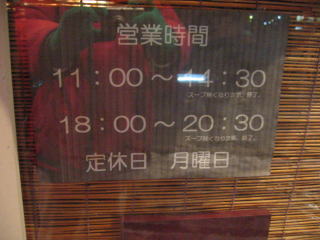 営業時間
11：00～14：30
スープ無くなり次第、終了。
18：00～20：30
スープ無くなり次第、終了。
定休日 月曜日